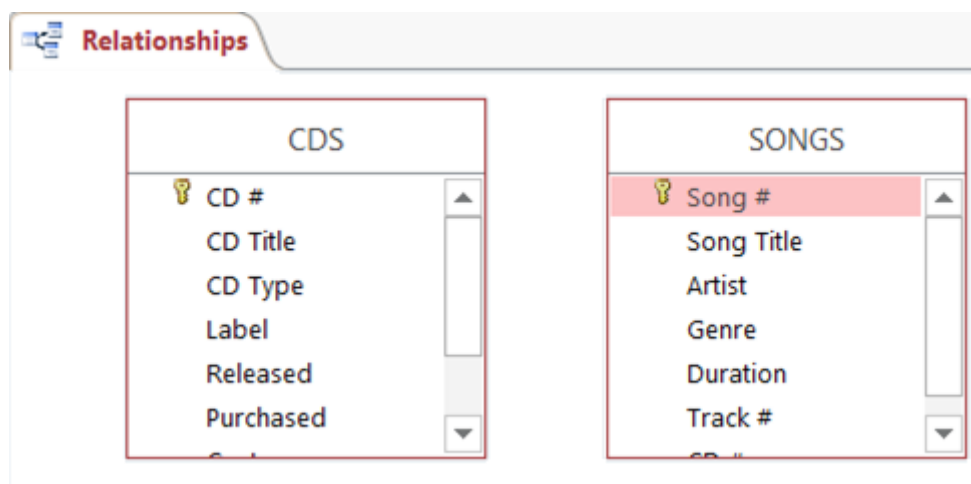 Relationships
CDS
CD #
CD Title
CD Type
Label
Released
Purchased
SONGS
Song #
Song Title
Artist
Genre
Duration
Track #